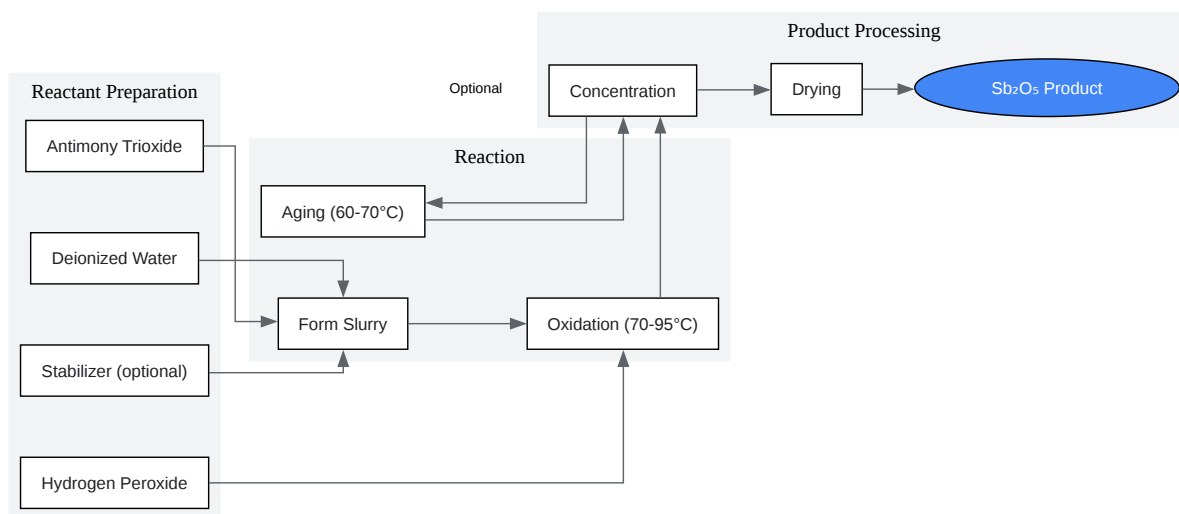 Product Processing
Optional
Concentration
Drying
Sb₂O₅ Product
Reactant Preparation
Antimony Trioxide
Reaction
Aging (60-70°C)
Deionized Water
Form Slurry
Oxidation (70-95°C)
Stabilizer (optional)
Hydrogen Peroxide